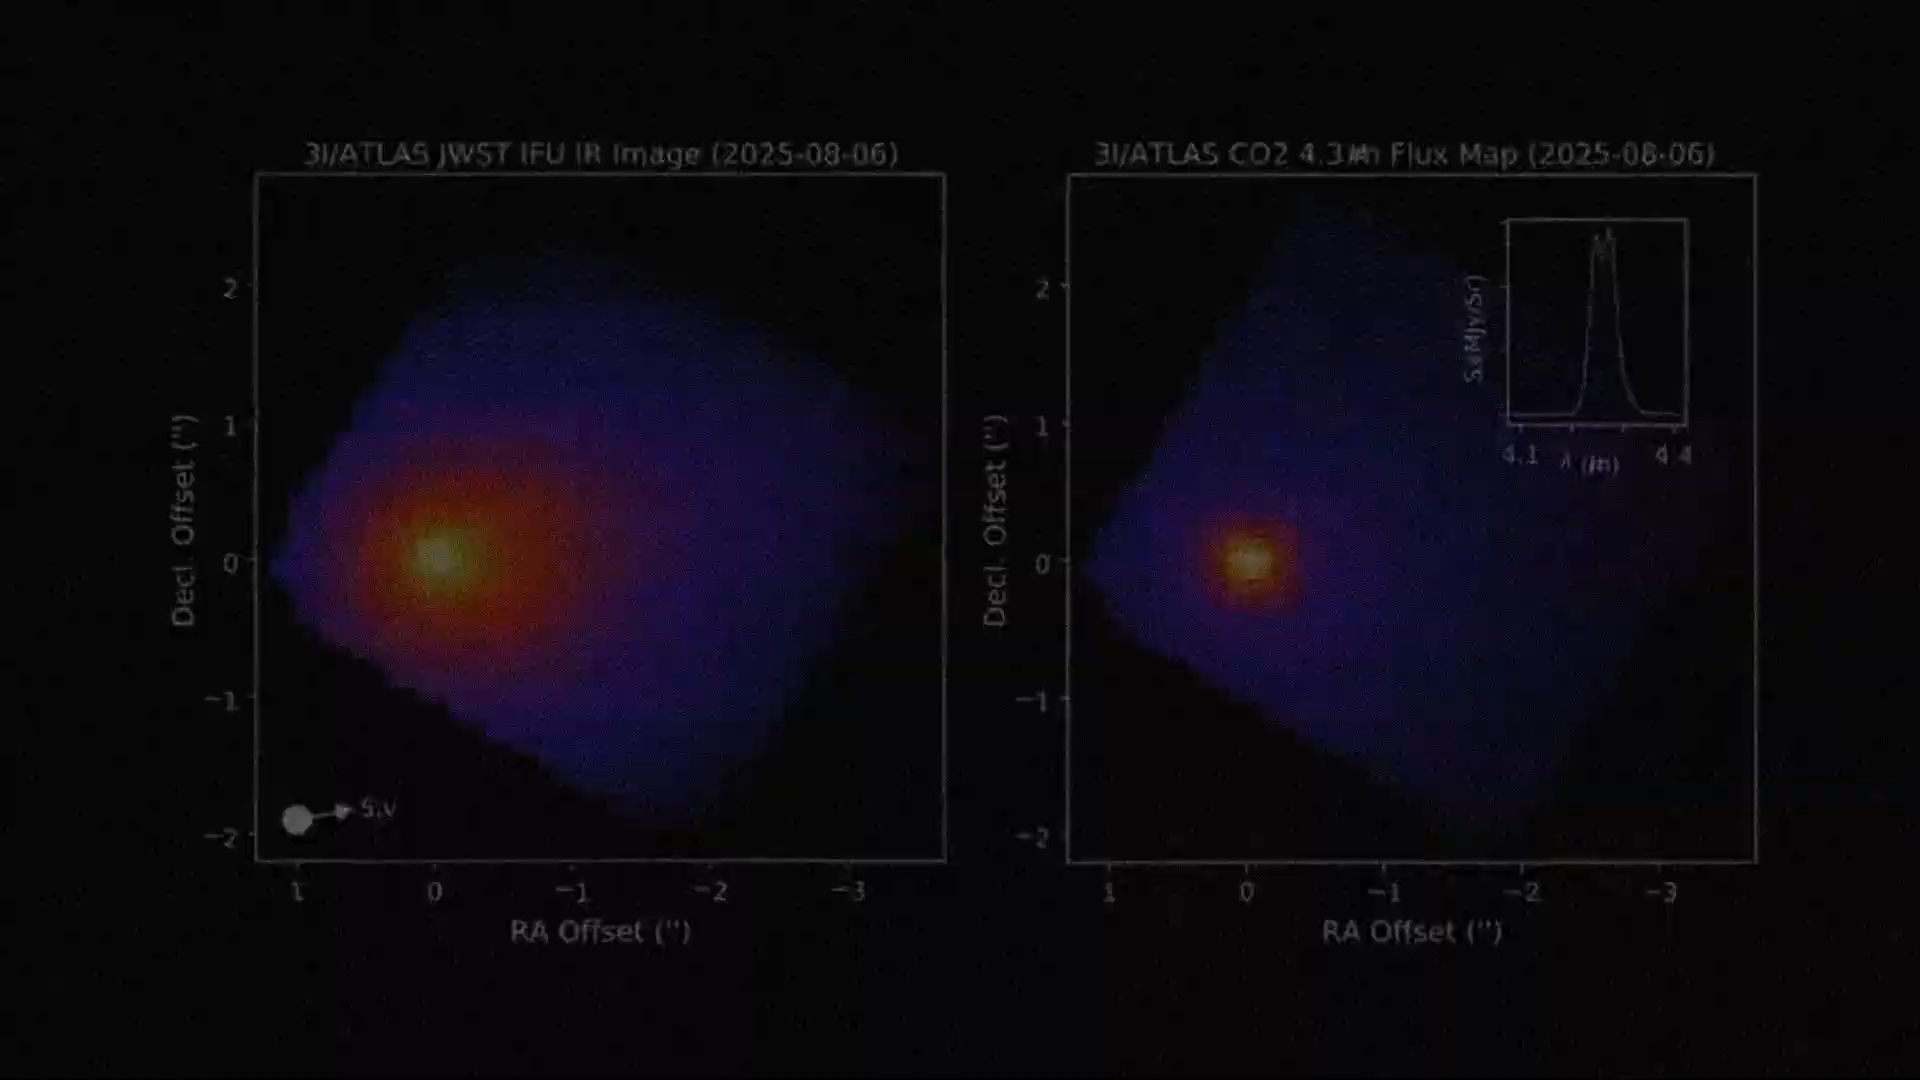 3I/ATLAS JWST IFU IR Image (2025-08-06)
2
1
0
−1
−2
Decl. Offset ('')
1
0
−1
−2
−3
RA Offset ('')
S,v
3I/ATLAS CO2 4.3 Flux Map (2025-08-06)
2
1
0
−1
−2
Decl. Offset ('')
1
0
−1
−2
−3
RA Offset ('')
4.1
λ
4.4